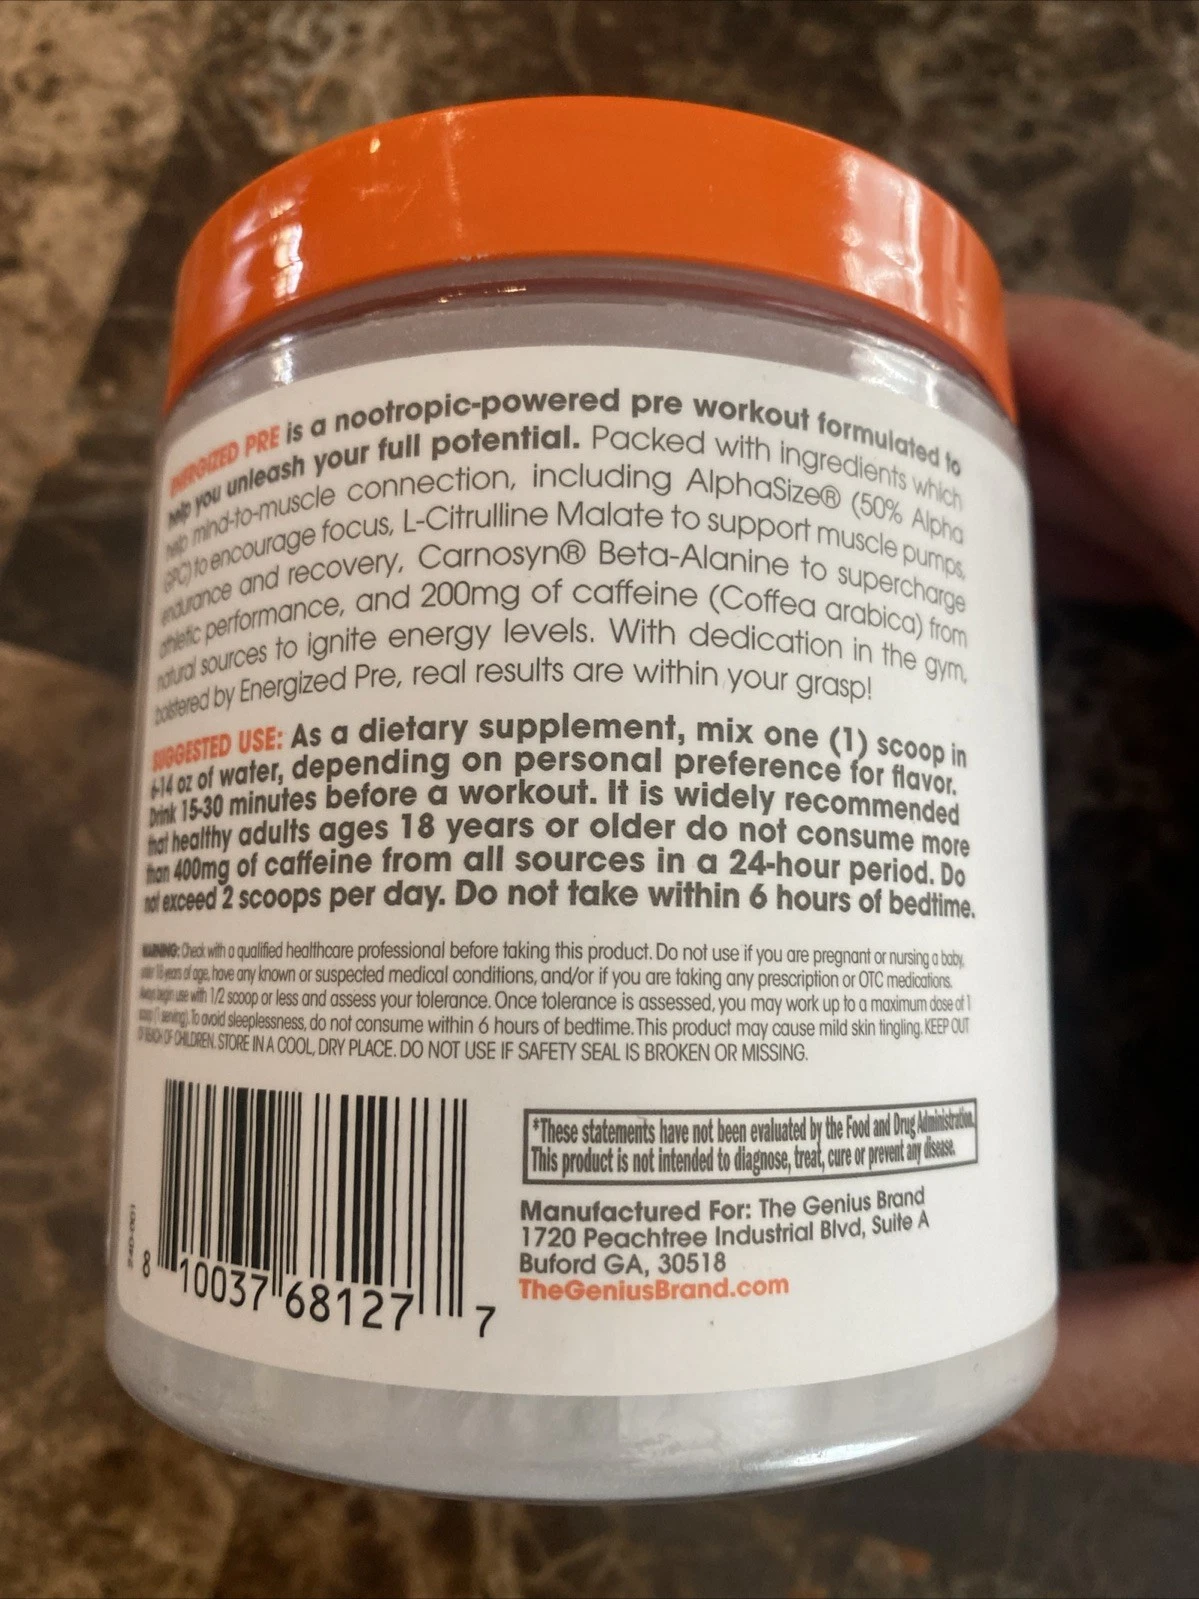 ENERGIZED PRE is a nootropic-powered pre workout formulated to
help you unleash your full potential. Packed with ingredients which
help mind-to-muscle connection, including AlphaSize® (50% Alpha
GPC) to encourage focus, L-Citrulline Malate to support muscle pumps,
endurance and recovery, Carnosyn® Beta-Alanine to supercharge
athletic performance, and 200mg of caffeine (Coffea arabica) from
natural sources to ignite energy levels. With dedication in the gym,
bolstered by Energized Pre, real results are within your grasp!
SUGGESTED USE: As a dietary supplement, mix one (1) scoop in
6-14 oz of water, depending on personal preference for flavor.
Drink 15-30 minutes before a workout. It is widely recommended
that healthy adults ages 18 years or older do not consume more
than 400mg of caffeine from all sources in a 24-hour period. Do
not exceed 2 scoops per day. Do not take within 6 hours of bedtime.
WARNING: Check with a qualified healthcare professional before taking this product. Do not use if you are pregnant or nursing a baby,
under 18 years of age, have any known or suspected medical conditions, and/or if you are taking any prescription or OTC medications.
Always begin use with 1/2 scoop or less and assess your tolerance. Once tolerance is assessed, you may work up to a maximum dose of 1
scoop (1 serving). To avoid sleeplessness, do not consume within 6 hours of bedtime. This product may cause mild skin tingling. KEEP OUT
OF REACH OF CHILDREN. STORE IN A COOL, DRY PLACE. DO NOT USE IF SAFETY SEAL IS BROKEN OR MISSING.
*These statements have not been evaluated by the Food and Drug Administration.
This product is not intended to diagnose, treat, cure or prevent any disease.
Manufactured For: The Genius Brand
1720 Peachtree Industrial Blvd, Suite A
Buford GA, 30518
TheGeniusBrand.com
240-001
8 10037 68127 7